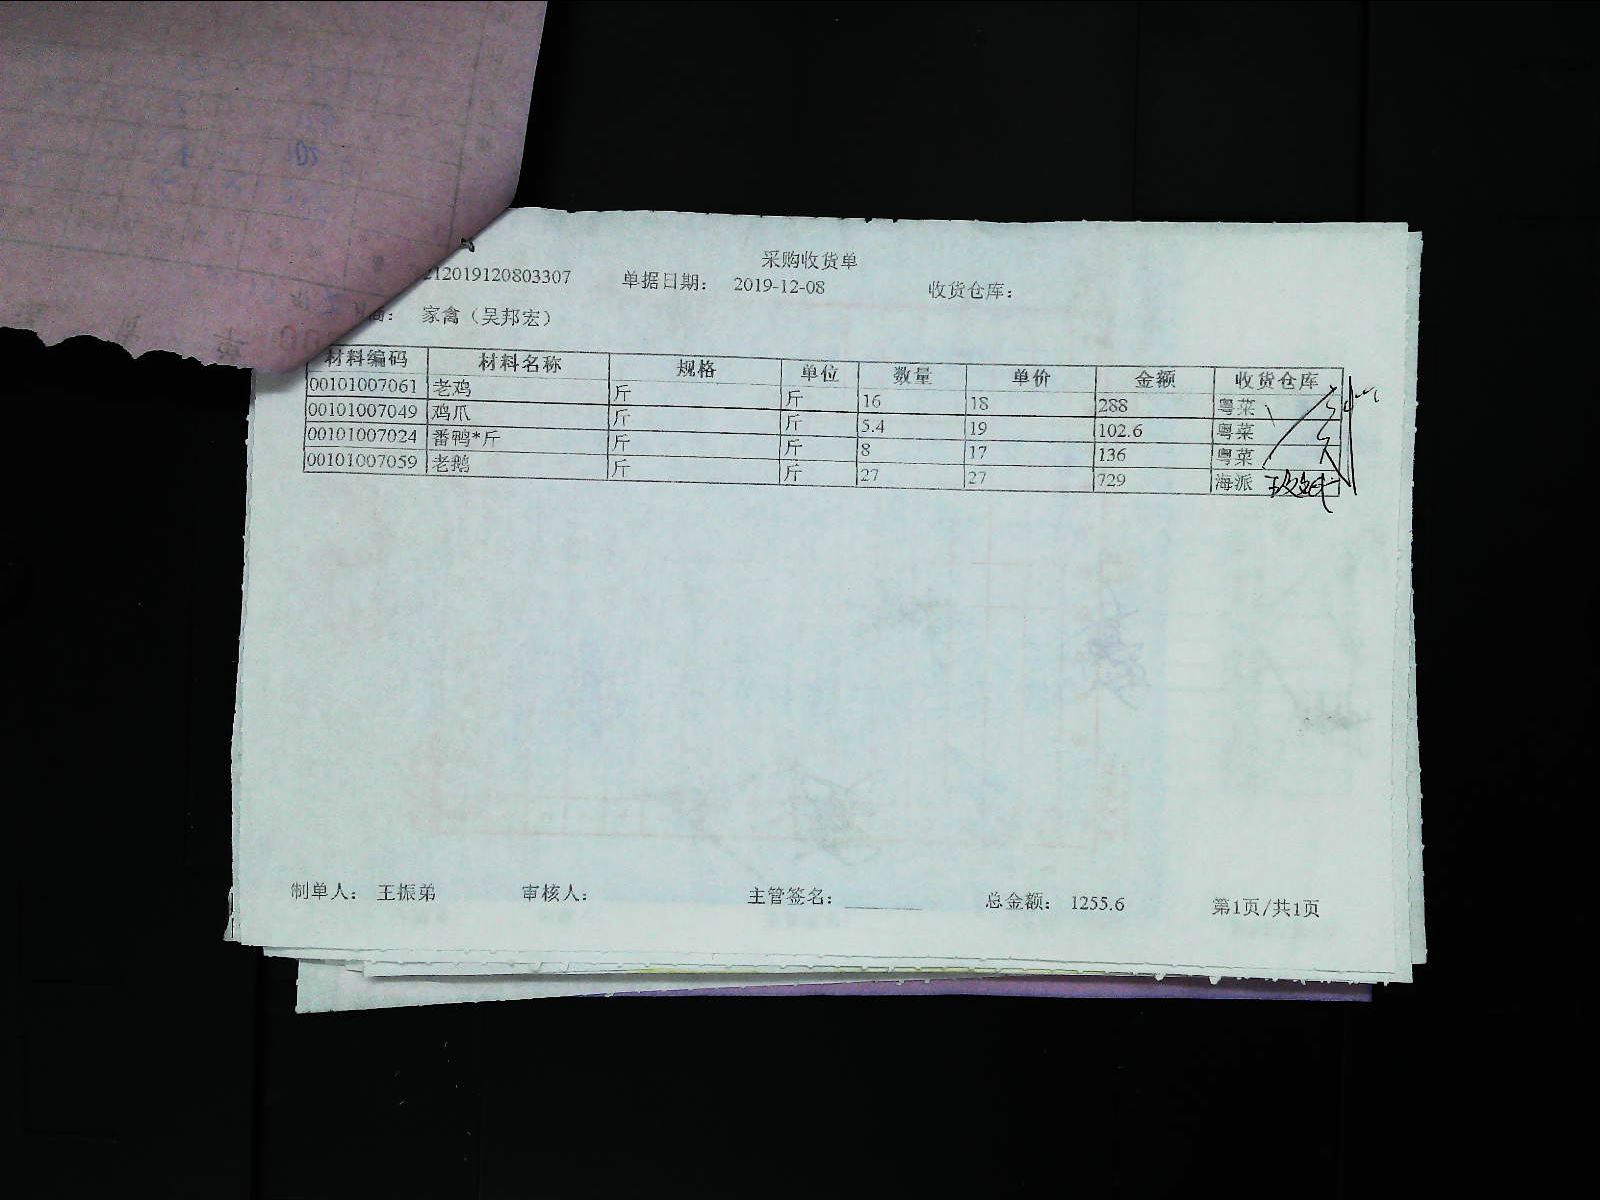 采购收货单
212019120803307 单据日期： 2019-12-08 收货仓库：
商： 家禽（吴邦宏）
材料编码 材料名称 规格 单位 数量 单价 金额 收货仓库
00101007061 老鸡 斤 斤 16 18 288 粤菜
00101007049 鸡爪 斤 斤 5.4 19 102.6 粤菜
00101007024 番鸭*斤 斤 斤 8 17 136 粤菜
00101007059 老鹅 斤 斤 27 27 729 海派
制单人： 王振弟 审核人： 主管签名： 总金额： 1255.6 第1页/共1页